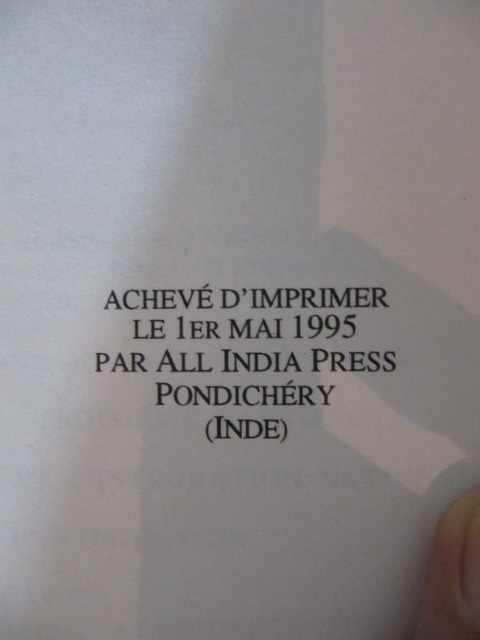 ACHEVÉ D'IMPRIMER
LE 1ER MAI 1995
PAR ALL INDIA PRESS
PONDICHÉRY
(INDE)